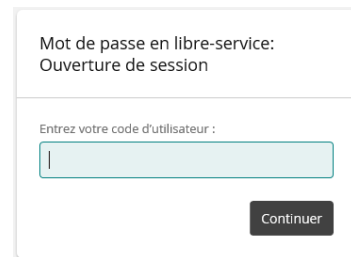 Mot de passe en libre-service:
Ouverture de session
Entrez votre code d'utilisateur :
Continuer